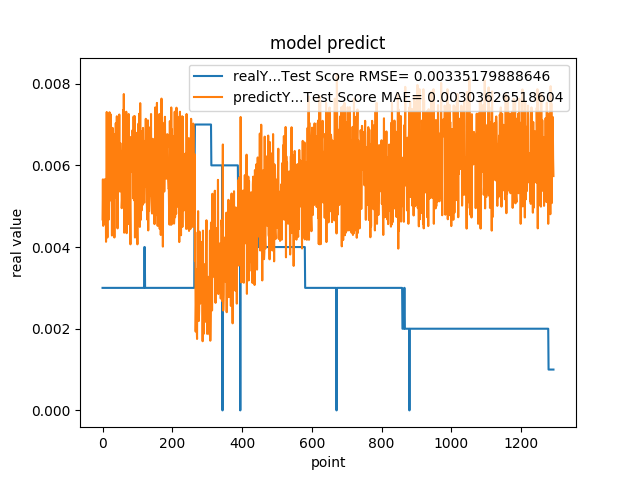 model predict
realY...Test Score RMSE= 0.00335179888646
predictY...Test Score MAE= 0.00303626518604
0.008
0.006
0.004
0.002
0.000
real value
0 200 400 600 800 1000 1200
point